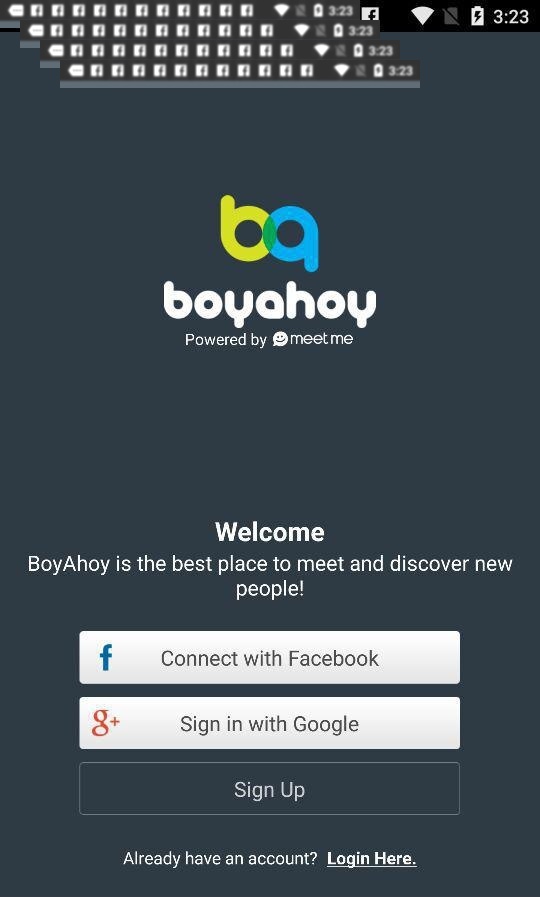 3:23
3:23
3:23
3:23
3:23
bq
boyahoy
Powered by meetme
Welcome
BoyAhoy is the best place to meet and discover new
people!
f Connect with Facebook
g+ Sign in with Google
Sign Up
Already have an account? Login Here.